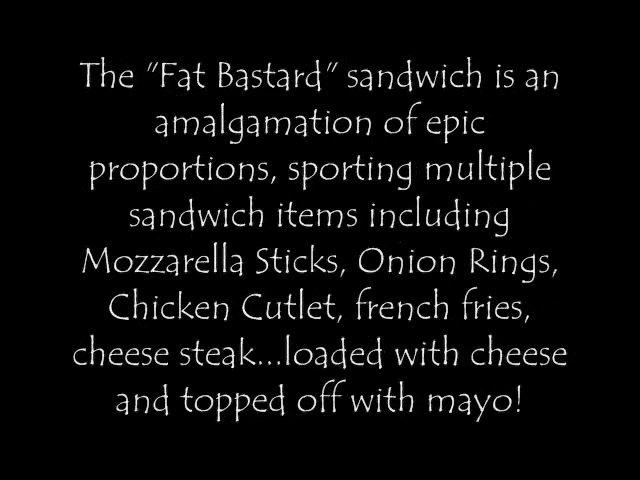 The "Fat Bastard" sandwich is an
amalgamation of epic
proportions, sporting multiple
sandwich items including
Mozzarella Sticks, Onion Rings,
Chicken Cutlet, french fries,
cheese steak...loaded with cheese
and topped off with mayo!